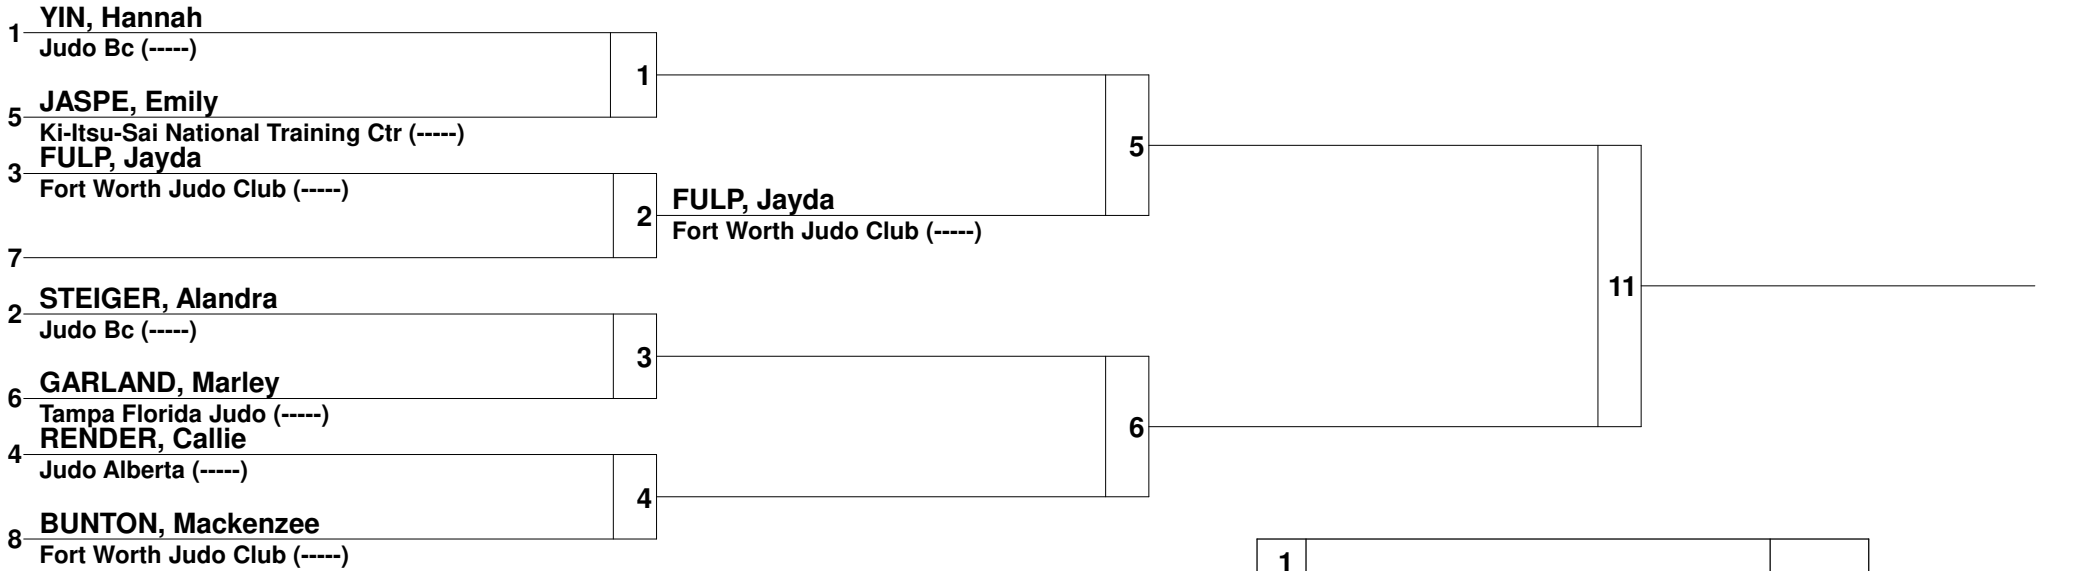 YIN, Hannah
1
Judo Bc (-----)
1
JASPE, Emily
5
Ki-Itsu-Sai National Training Ctr (-----)
5
FULP, Jayda
3
Fort Worth Judo Club (-----)
2
FULP, Jayda
Fort Worth Judo Club (-----)
7
11
STEIGER, Alandra
2
Judo Bc (-----)
3
GARLAND, Marley
6
Tampa Florida Judo (-----)
6
RENDER, Callie
4
Judo Alberta (-----)
4
BUNTON, Mackenzee
8
Fort Worth Judo Club (-----)
1